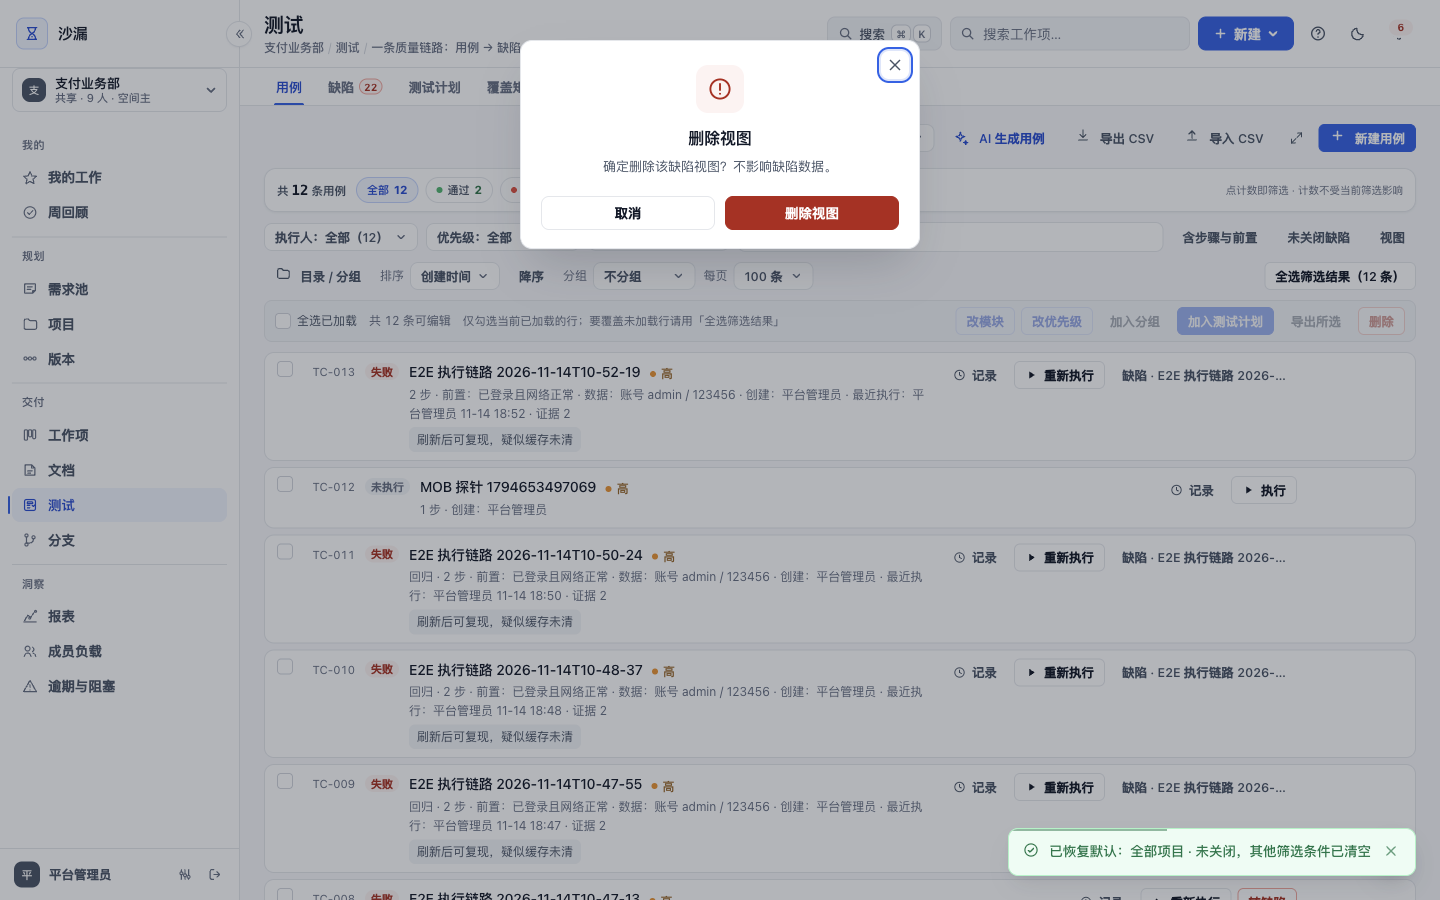 沙漏
支
支付业务部
共享 · 9 人 · 空间主
我的
我的工作
周回顾
规划
需求池
项目
版本
交付
工作项
文档
测试
分支
洞察
报表
成员负载
逾期与阻塞
平
平台管理员
测试
支付业务部 / 测试 / 一条质量链路：用例 → 缺陷
搜索 ⌘ K
搜索工作项...
+ 新建
6
用例
缺陷 22
测试计划
AI 生成用例
导出 CSV
导入 CSV
+ 新建用例
删除视图
确定删除该缺陷视图？不影响缺陷数据。
取消
删除视图
共 12 条用例
全部 12
通过 2
点计数即筛选 · 计数不受当前筛选影响
执行人：全部（12）
优先级：全部
含步骤与前置
未关闭缺陷
视图
目录 / 分组
排序
创建时间
降序
分组
不分组
每页
100 条
全选筛选结果（12 条）
全选已加载
共 12 条可编辑
仅勾选当前已加载的行；要覆盖未加载行请用「全选筛选结果」
改模块
改优先级
加入分组
加入测试计划
导出所选
删除
TC-013 失败 E2E 执行链路 2026-11-14T10-52-19 高
2 步 · 前置：已登录且网络正常 · 数据：账号 admin / 123456 · 创建：平台管理员 · 最近执行：平
台管理员 11-14 18:52 · 证据 2
刷新后可复现，疑似缓存未清
记录
重新执行
缺陷 · E2E 执行链路 2026-...
TC-012 未执行 MOB 探针 1794653497069 高
1 步 · 创建：平台管理员
记录
执行
TC-011 失败 E2E 执行链路 2026-11-14T10-50-24 高
回归 · 2 步 · 前置：已登录且网络正常 · 数据：账号 admin / 123456 · 创建：平台管理员 · 最近执
行：平台管理员 11-14 18:50 · 证据 2
刷新后可复现，疑似缓存未清
记录
重新执行
缺陷 · E2E 执行链路 2026-...
TC-010 失败 E2E 执行链路 2026-11-14T10-48-37 高
回归 · 2 步 · 前置：已登录且网络正常 · 数据：账号 admin / 123456 · 创建：平台管理员 · 最近执
行：平台管理员 11-14 18:48 · 证据 2
刷新后可复现，疑似缓存未清
记录
重新执行
缺陷 · E2E 执行链路 2026-...
TC-009 失败 E2E 执行链路 2026-11-14T10-47-55 高
回归 · 2 步 · 前置：已登录且网络正常 · 数据：账号 admin / 123456 · 创建：平台管理员 · 最近执
行：平台管理员 11-14 18:47 · 证据 2
刷新后可复现，疑似缓存未清
记录
重新执行
缺陷 · E2E 执行链路 2026-...
已恢复默认：全部项目 · 未关闭，其他筛选条件已清空
TC-008 失败 E2E 执行链路 2026-11-14T10-47-13 高
记录
重新执行